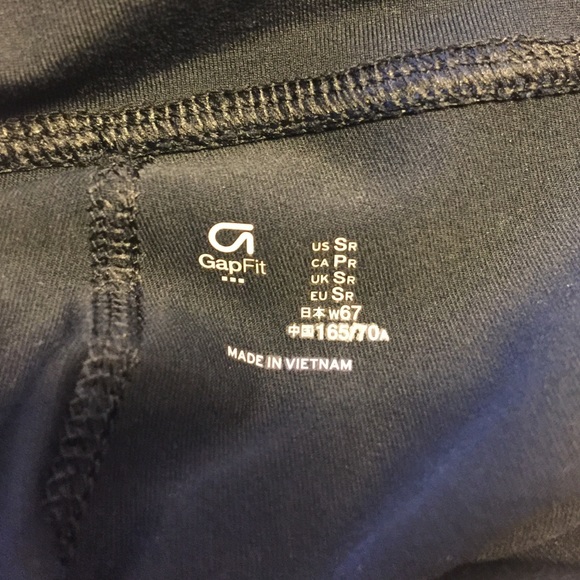 GapFit
US SR
CA PR
UK SR
EU SR
日本 W67
中国 165/70A
MADE IN VIETNAM